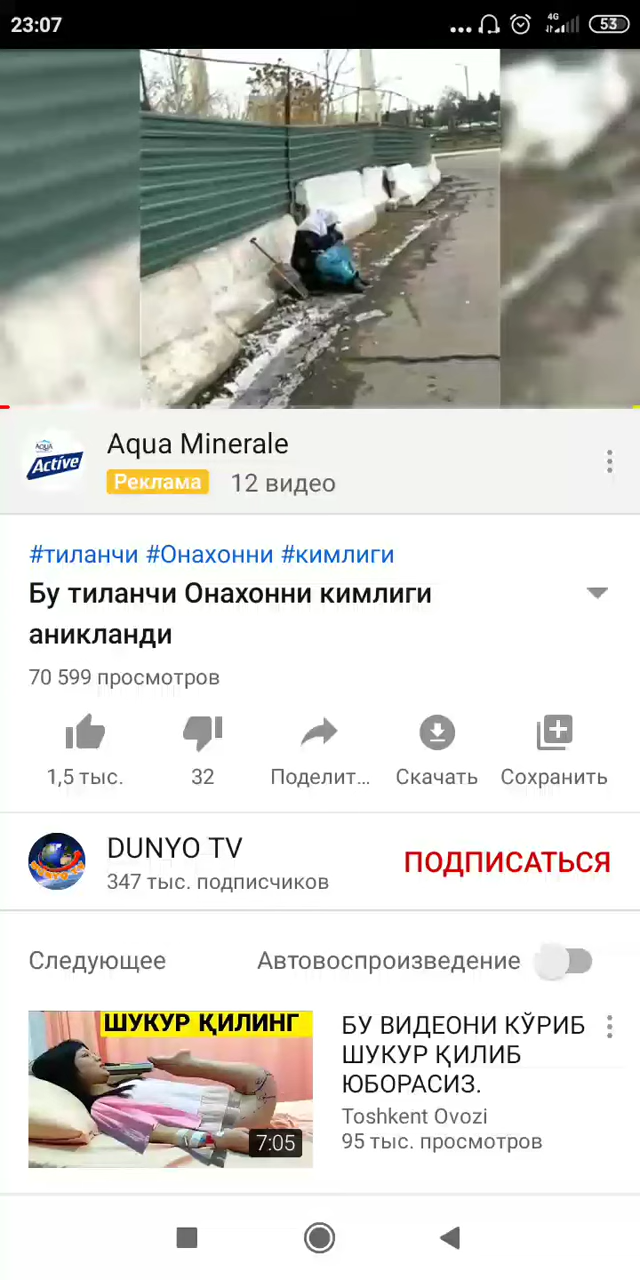 23:07
4G
53
AQUA
Active
Aqua Minerale
Реклама 12 видео
#тиланчи #Онахонни #кимлиги
Бу тиланчи Онахонни кимлиги
аникланди
70 599 просмотров
1,5 тыс.
32
Поделит...
Скачать
Сохранить
DUNYO TV
347 тыс. подписчиков
ПОДПИСАТЬСЯ
Следующее
Автовоспроизведение
ШУКУР ҚИЛИНГ
7:05
БУ ВИДЕОНИ КЎРИБ
ШУКУР ҚИЛИБ
ЮБОРАСИЗ.
Toshkent Ovozi
95 тыс. просмотров